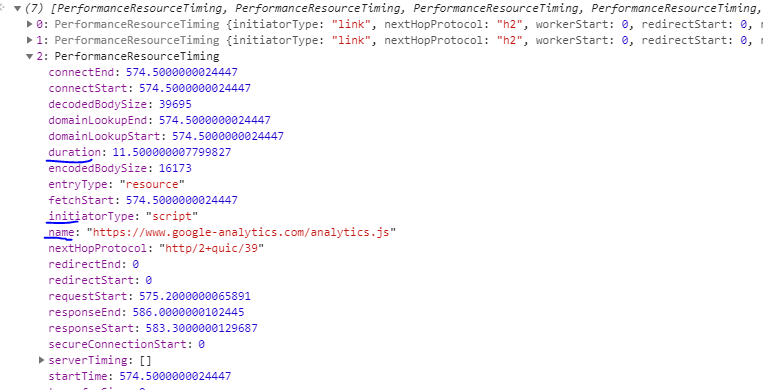 (7) [PerformanceResourceTiming, PerformanceResourceTiming, PerformanceResourceTiming, PerformanceResourceTiming,
0: PerformanceResourceTiming {initiatorType: "link", nextHopProtocol: "h2", workerStart: 0, redirectStart: 0,
1: PerformanceResourceTiming {initiatorType: "link", nextHopProtocol: "h2", workerStart: 0, redirectStart: 0,
2: PerformanceResourceTiming
connectEnd: 574.5000000024447
connectStart: 574.5000000024447
decodedBodySize: 39695
domainLookupEnd: 574.5000000024447
domainLookupStart: 574.5000000024447
duration: 11.500000007799827
encodedBodySize: 16173
entryType: "resource"
fetchStart: 574.5000000024447
initiatorType: "script"
name: "https://www.google-analytics.com/analytics.js"
nextHopProtocol: "http/2+quic/39"
redirectEnd: 0
redirectStart: 0
requestStart: 575.2000000065891
responseEnd: 586.0000000102445
responseStart: 583.3000000129687
secureConnectionStart: 0
serverTiming: []
startTime: 574.5000000024447